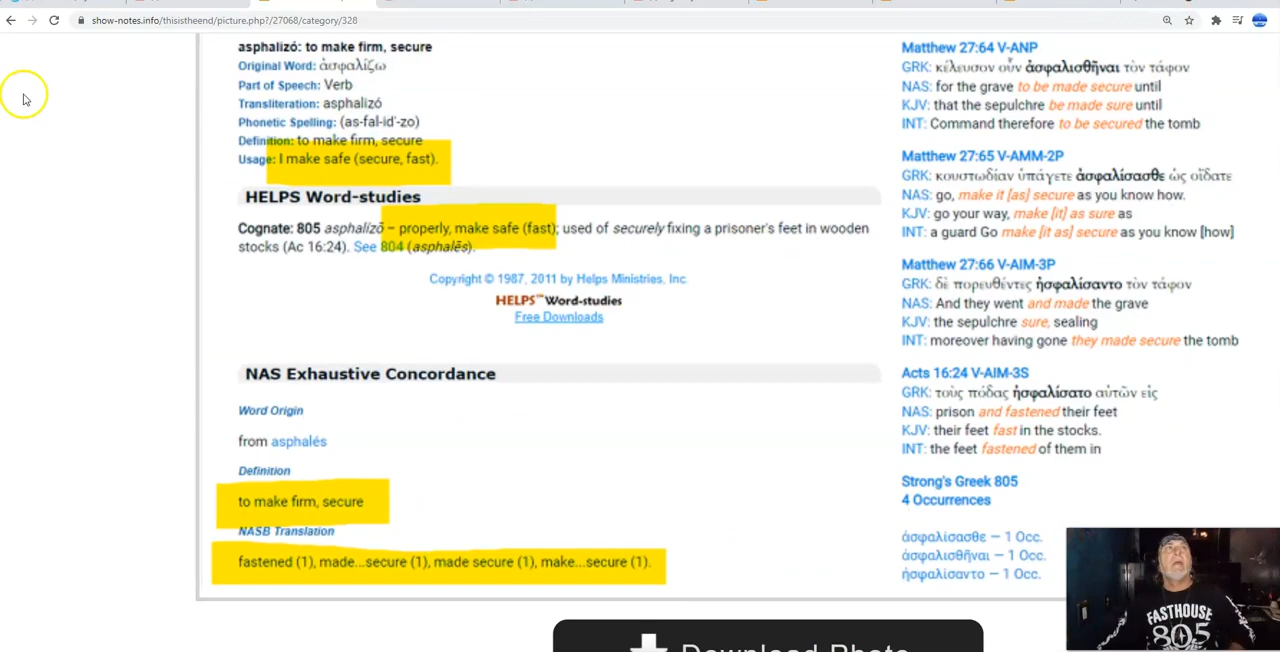 show-notes.info/thisistheend/picture.php?/27068/category/328
asphalizó: to make firm, secure
Original Word: ἀσφαλίζω
Part of Speech: Verb
Transliteration: asphalizó
Phonetic Spelling: (as-fal-id'-zo)
Definition: to make firm, secure
Usage: I make safe (secure, fast).
HELPS Word-studies
Cognate: 805 asphalízō – properly, make safe (fast); used of securely fixing a prisoner's feet in wooden
stocks (Ac 16:24). See 804 (asphalēs).
Copyright © 1987, 2011 by Helps Ministries, Inc.
HELPS™ Word-studies
Free Downloads
NAS Exhaustive Concordance
Word Origin
from asphalés
Definition
to make firm, secure
NASB Translation
fastened (1), made...secure (1), made secure (1), make...secure (1).
Matthew 27:64 V-ANP
GRK: κέλευσον οὖν ἀσφαλισθῆναι τὸν τάφον
NAS: for the grave to be made secure until
KJV: that the sepulchre be made sure until
INT: Command therefore to be secured the tomb
Matthew 27:65 V-AMM-2P
GRK: κουστωδίαν ὑπάγετε ἀσφαλίσασθε ὡς οἴδατε
NAS: go, make it [as] secure as you know how.
KJV: go your way, make [it] as sure as
INT: a guard Go make [it as] secure as you know [how]
Matthew 27:66 V-AIM-3P
GRK: δὲ πορευθέντες ἠσφαλίσαντο τὸν τάφον
NAS: And they went and made the grave
KJV: the sepulchre sure, sealing
INT: moreover having gone they made secure the tomb
Acts 16:24 V-AIM-3S
GRK: τοὺς πόδας ἠσφαλίσατο αὐτῶν εἰς
NAS: prison and fastened their feet
KJV: their feet fast in the stocks.
INT: the feet fastened of them in
Strong's Greek 805
4 Occurrences
ἀσφαλίσασθε — 1 Occ.
ἀσφαλισθῆναι — 1 Occ.
ἠσφαλίσαντο — 1 Occ.
FASTHOUSE
805
Download Photo